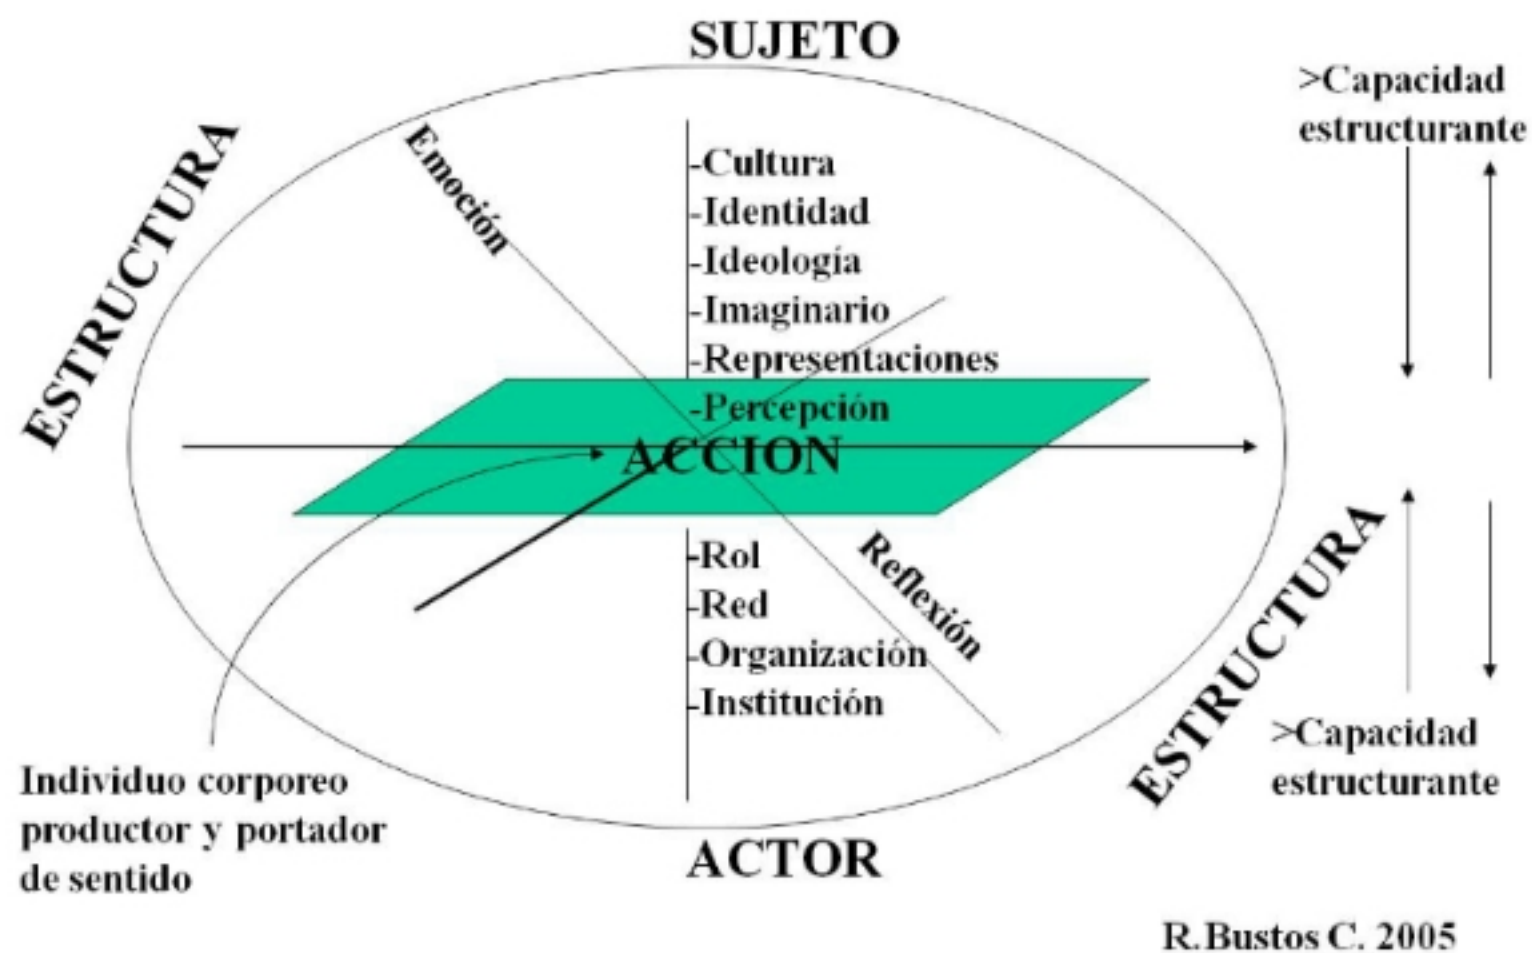 SUJETO
>Capacidad
estructurante
ESTRUCTURA
Emoción
-Cultura
-Identidad
-Ideología
-Imaginario
-Representaciones
-Percepción
ACCION
-Rol
-Red
-Organización
-Institución
Reflexión
ESTRUCTURA
>Capacidad
estructurante
Individuo corporeo
productor y portador
de sentido
ACTOR
R.Bustos C. 2005